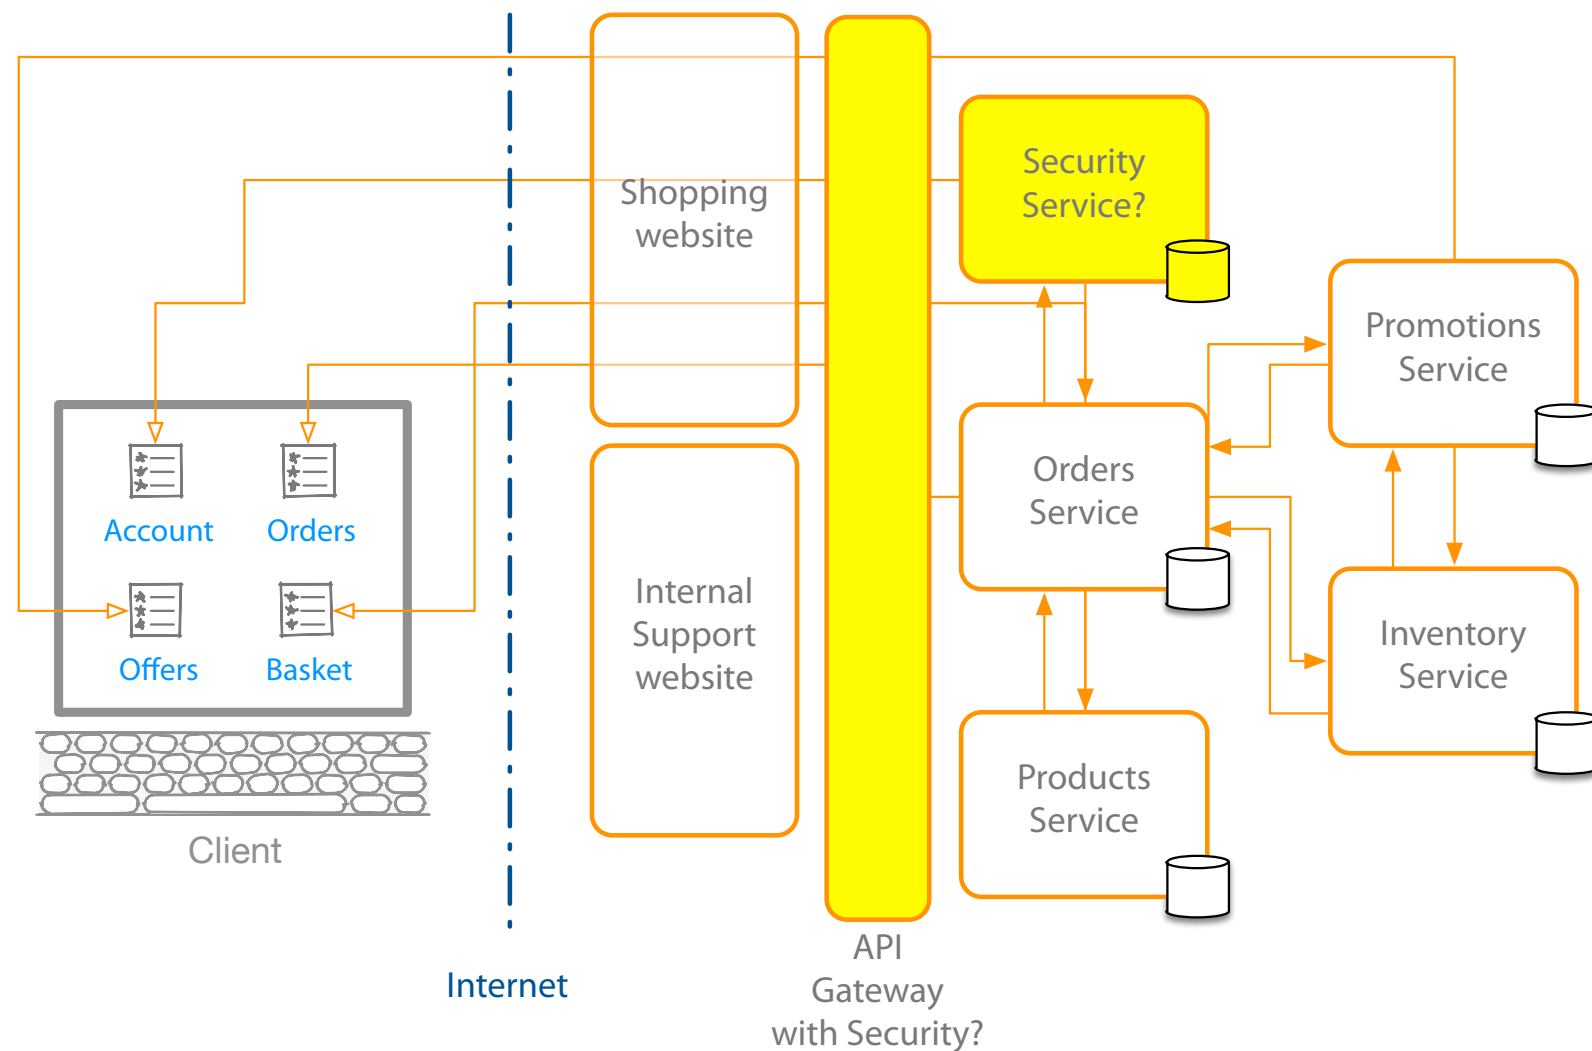 Shopping
website
Security
Service?
Promotions
Service
Account
Orders
Offers
Basket
Client
Internal
Support
website
Orders
Service
Inventory
Service
Products
Service
Internet
API
Gateway
with Security?